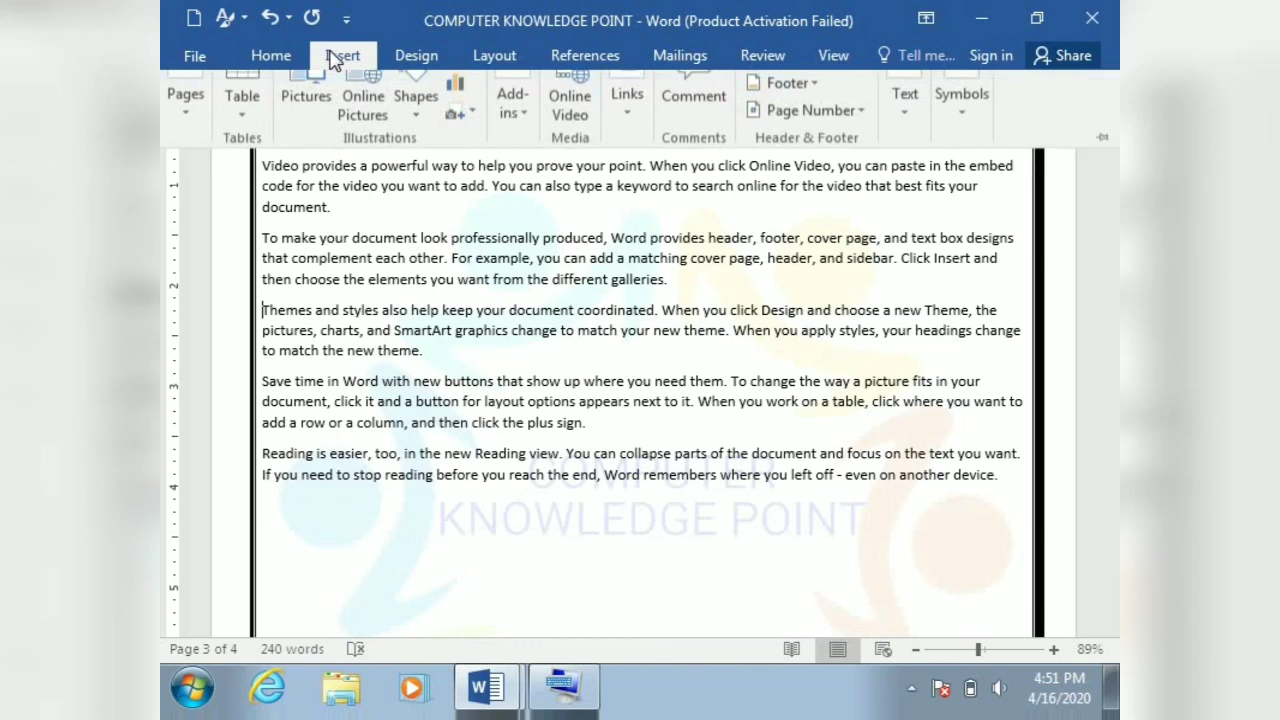 COMPUTER KNOWLEDGE POINT - Word (Product Activation Failed)
File Home Insert Design Layout References Mailings Review View Tell me... Sign in Share
Pages Table Pictures Online Pictures Shapes Add-ins Online Video Links Comment Footer Page Number Text Symbols
Tables Illustrations Media Comments Header & Footer
Video provides a powerful way to help you prove your point. When you click Online Video, you can paste in the embed
code for the video you want to add. You can also type a keyword to search online for the video that best fits your
document.
To make your document look professionally produced, Word provides header, footer, cover page, and text box designs
that complement each other. For example, you can add a matching cover page, header, and sidebar. Click Insert and
then choose the elements you want from the different galleries.
Themes and styles also help keep your document coordinated. When you click Design and choose a new Theme, the
pictures, charts, and SmartArt graphics change to match your new theme. When you apply styles, your headings change
to match the new theme.
Save time in Word with new buttons that show up where you need them. To change the way a picture fits in your
document, click it and a button for layout options appears next to it. When you work on a table, click where you want to
add a row or a column, and then click the plus sign.
Reading is easier, too, in the new Reading view. You can collapse parts of the document and focus on the text you want.
If you need to stop reading before you reach the end, Word remembers where you left off - even on another device.
COMPUTER
KNOWLEDGE POINT
1
2
3
4
5
Page 3 of 4 240 words 89%
4:51 PM
4/16/2020